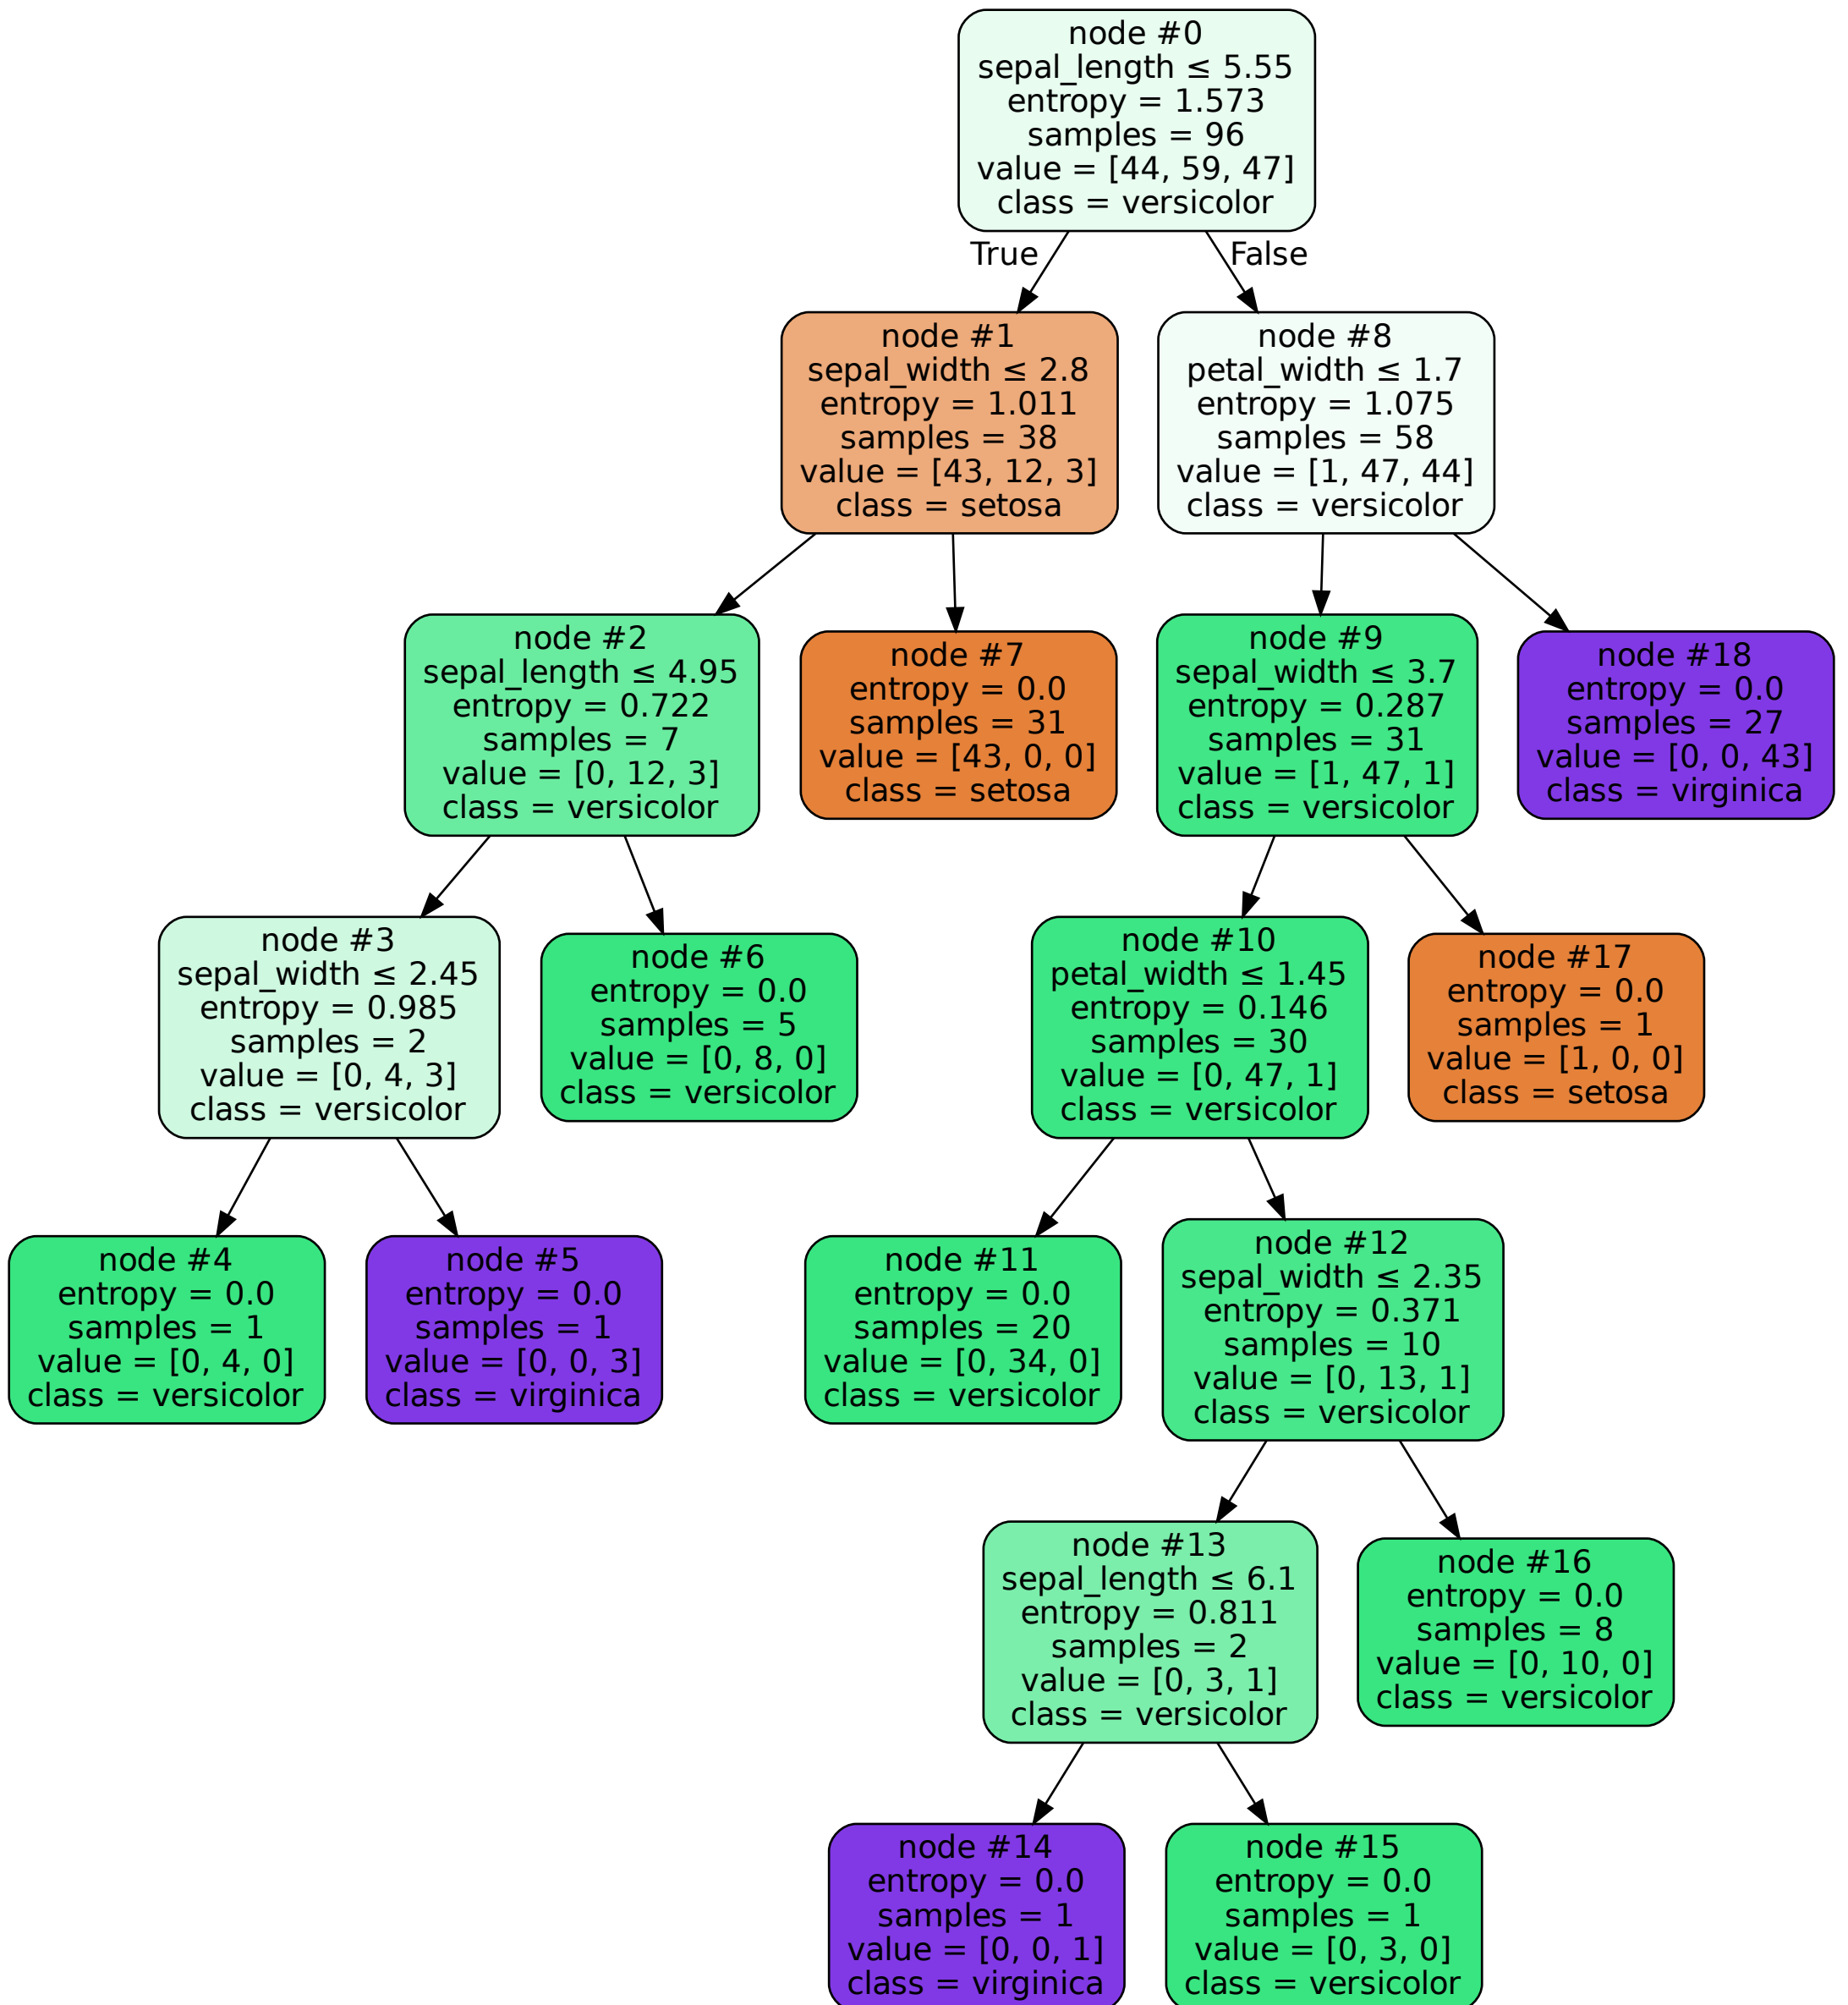 node #0
sepal_length ≤ 5.55
entropy = 1.573
samples = 96
value = [44, 59, 47]
class = versicolor
True
False
node #1
sepal_width ≤ 2.8
entropy = 1.011
samples = 38
value = [43, 12, 3]
class = setosa
node #8
petal_width ≤ 1.7
entropy = 1.075
samples = 58
value = [1, 47, 44]
class = versicolor
node #2
sepal_length ≤ 4.95
entropy = 0.722
samples = 7
value = [0, 12, 3]
class = versicolor
node #7
entropy = 0.0
samples = 31
value = [43, 0, 0]
class = setosa
node #9
sepal_width ≤ 3.7
entropy = 0.287
samples = 31
value = [1, 47, 1]
class = versicolor
node #18
entropy = 0.0
samples = 27
value = [0, 0, 43]
class = virginica
node #3
sepal_width ≤ 2.45
entropy = 0.985
samples = 2
value = [0, 4, 3]
class = versicolor
node #6
entropy = 0.0
samples = 5
value = [0, 8, 0]
class = versicolor
node #10
petal_width ≤ 1.45
entropy = 0.146
samples = 30
value = [0, 47, 1]
class = versicolor
node #17
entropy = 0.0
samples = 1
value = [1, 0, 0]
class = setosa
node #4
entropy = 0.0
samples = 1
value = [0, 4, 0]
class = versicolor
node #5
entropy = 0.0
samples = 1
value = [0, 0, 3]
class = virginica
node #11
entropy = 0.0
samples = 20
value = [0, 34, 0]
class = versicolor
node #12
sepal_width ≤ 2.35
entropy = 0.371
samples = 10
value = [0, 13, 1]
class = versicolor
node #13
sepal_length ≤ 6.1
entropy = 0.811
samples = 2
value = [0, 3, 1]
class = versicolor
node #16
entropy = 0.0
samples = 8
value = [0, 10, 0]
class = versicolor
node #14
entropy = 0.0
samples = 1
value = [0, 0, 1]
class = virginica
node #15
entropy = 0.0
samples = 1
value = [0, 3, 0]
class = versicolor